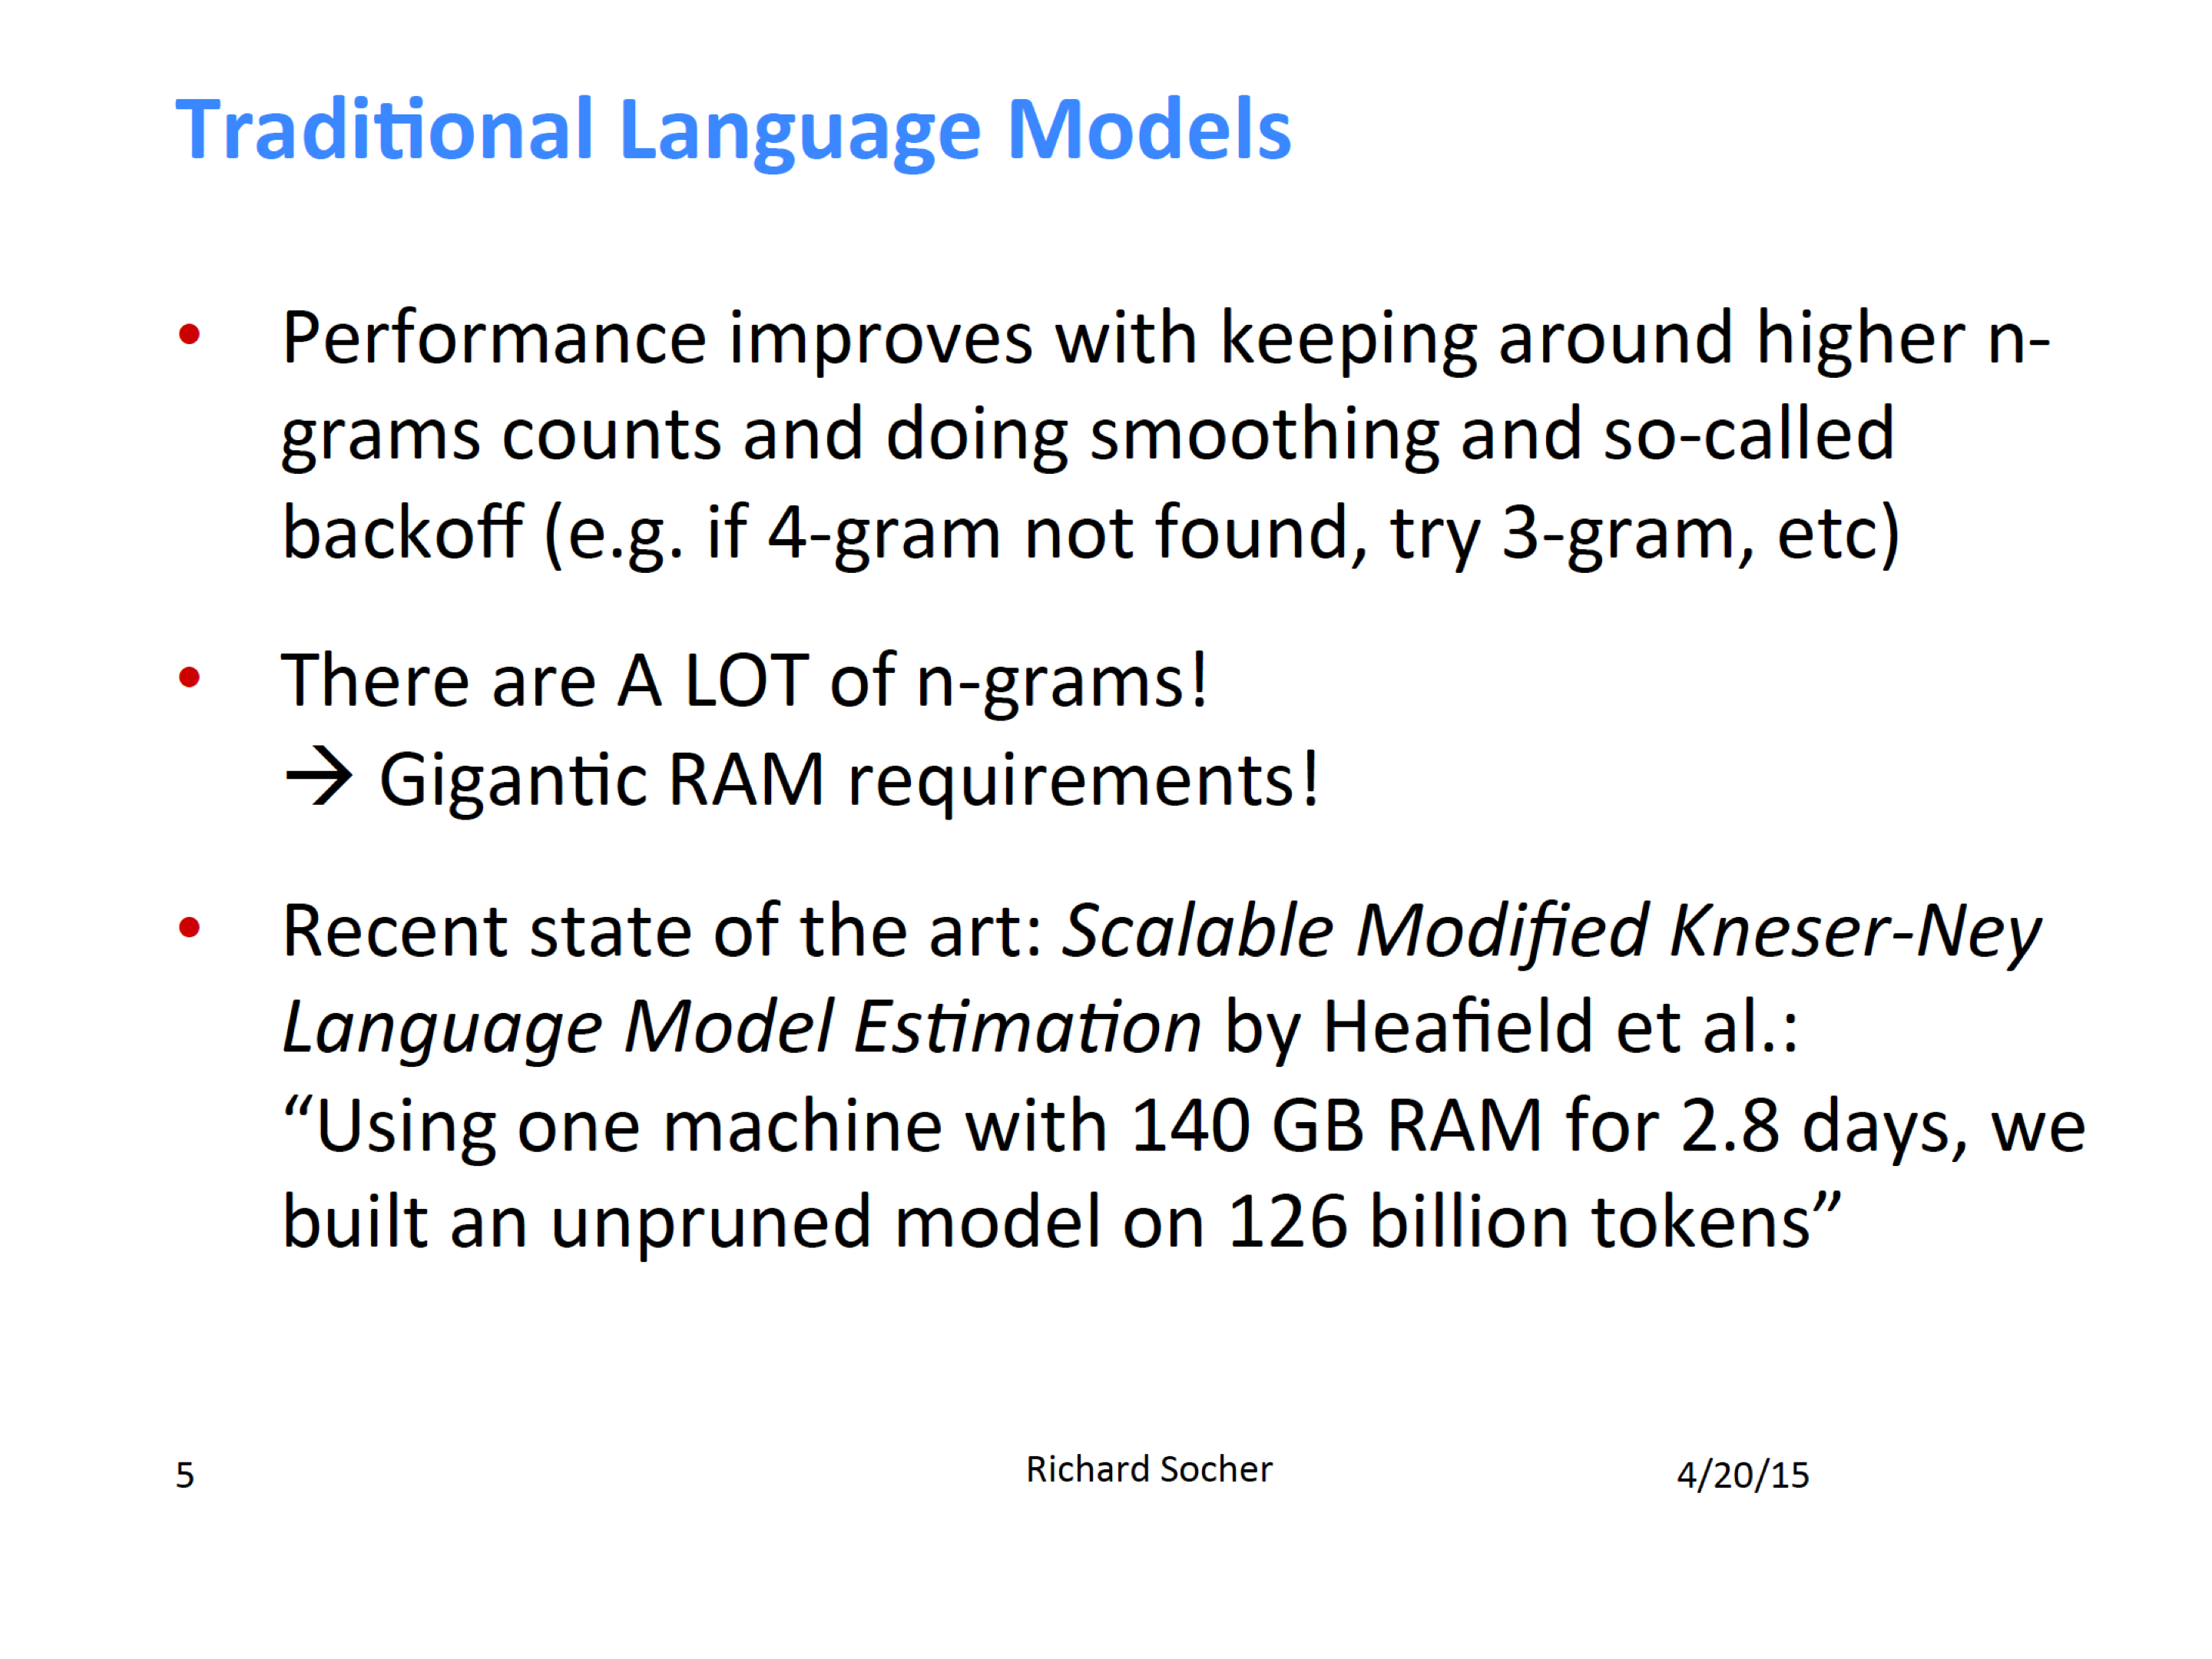 Traditional Language Models
• Performance improves with keeping around higher n-
grams counts and doing smoothing and so-called
backoff (e.g. if 4-gram not found, try 3-gram, etc)
• There are A LOT of n-grams!
→ Gigantic RAM requirements!
• Recent state of the art: Scalable Modified Kneser-Ney
Language Model Estimation by Heafield et al.:
“Using one machine with 140 GB RAM for 2.8 days, we
built an unpruned model on 126 billion tokens”
5 Richard Socher 4/20/15